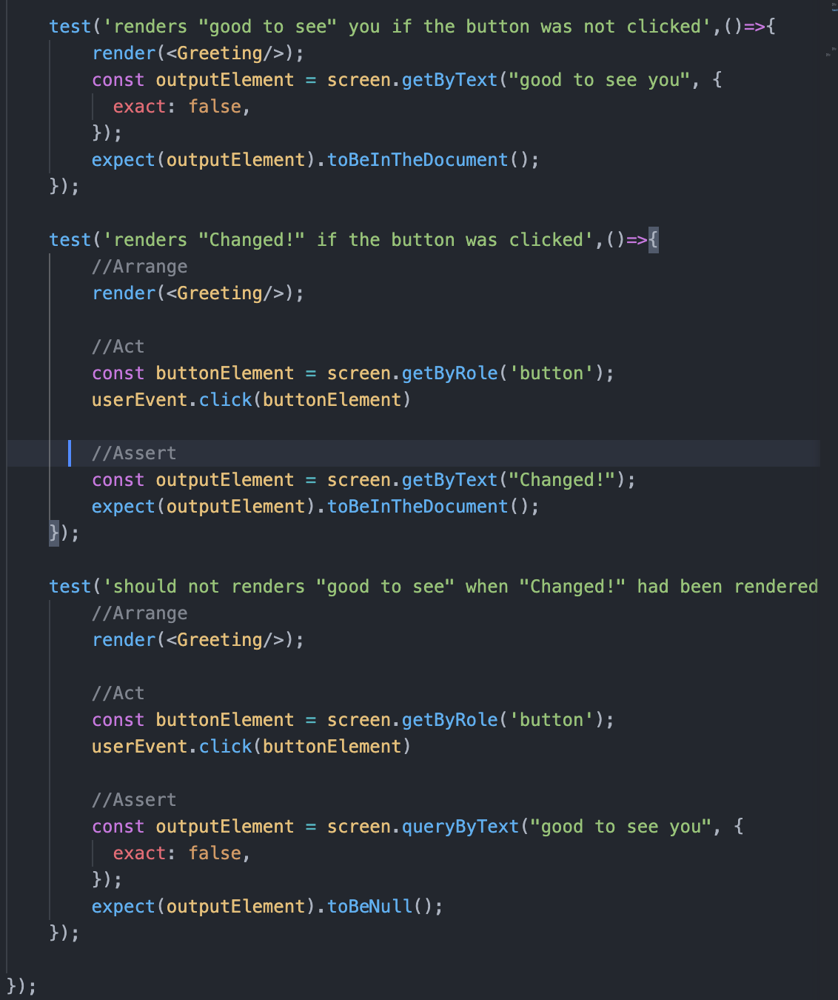 test('renders "good to see" you if the button was not clicked',()=>{
render(<Greeting/>);
const outputElement = screen.getByText("good to see you", {
exact: false,
});
expect(outputElement).toBeInTheDocument();
});
test('renders "Changed!" if the button was clicked',()=>{
//Arrange
render(<Greeting/>);
//Act
const buttonElement = screen.getByRole('button');
userEvent.click(buttonElement)
//Assert
const outputElement = screen.getByText("Changed!");
expect(outputElement).toBeInTheDocument();
});
test('should not renders "good to see" when "Changed!" had been rendered
//Arrange
render(<Greeting/>);
//Act
const buttonElement = screen.getByRole('button');
userEvent.click(buttonElement)
//Assert
const outputElement = screen.queryByText("good to see you", {
exact: false,
});
expect(outputElement).toBeNull();
});
});